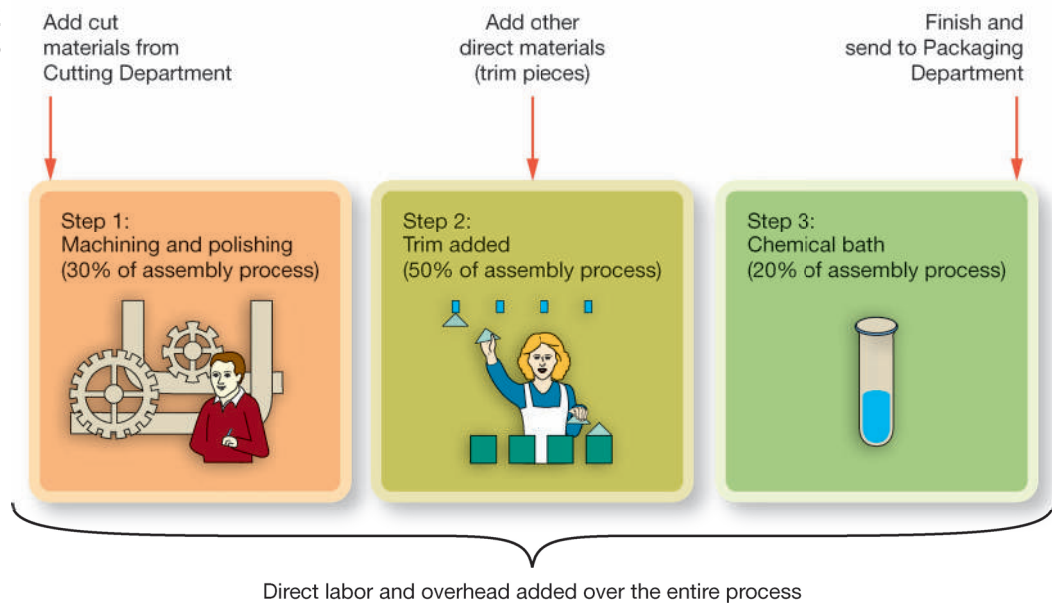 Add cut
materials from
Cutting Department
Add other
direct materials
(trim pieces)
Finish and
send to Packaging
Department
Step 1:
Machining and polishing
(30% of assembly process)
Step 2:
Trim added
(50% of assembly process)
Step 3:
Chemical bath
(20% of assembly process)
Direct labor and overhead added over the entire process